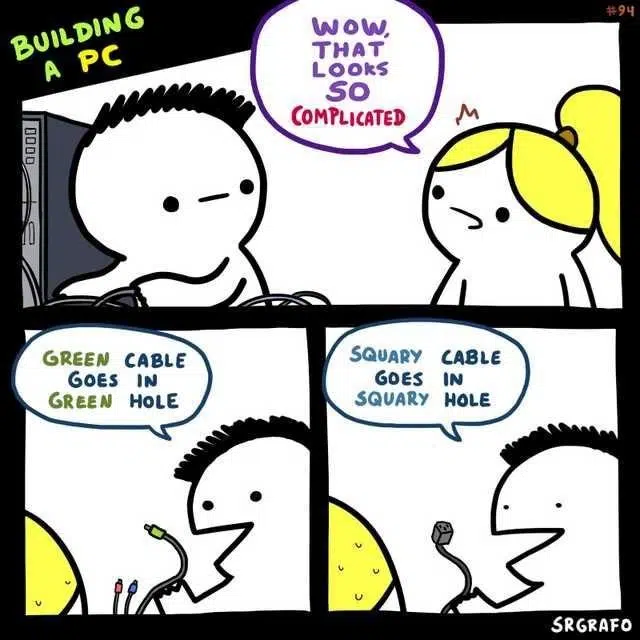 BUILDING
A PC
#94
WOW,
THAT
LOOKS
SO
COMPLICATED
GREEN CABLE
GOES IN
GREEN HOLE
SQUARY CABLE
GOES IN
SQUARY HOLE
SRGRAFO